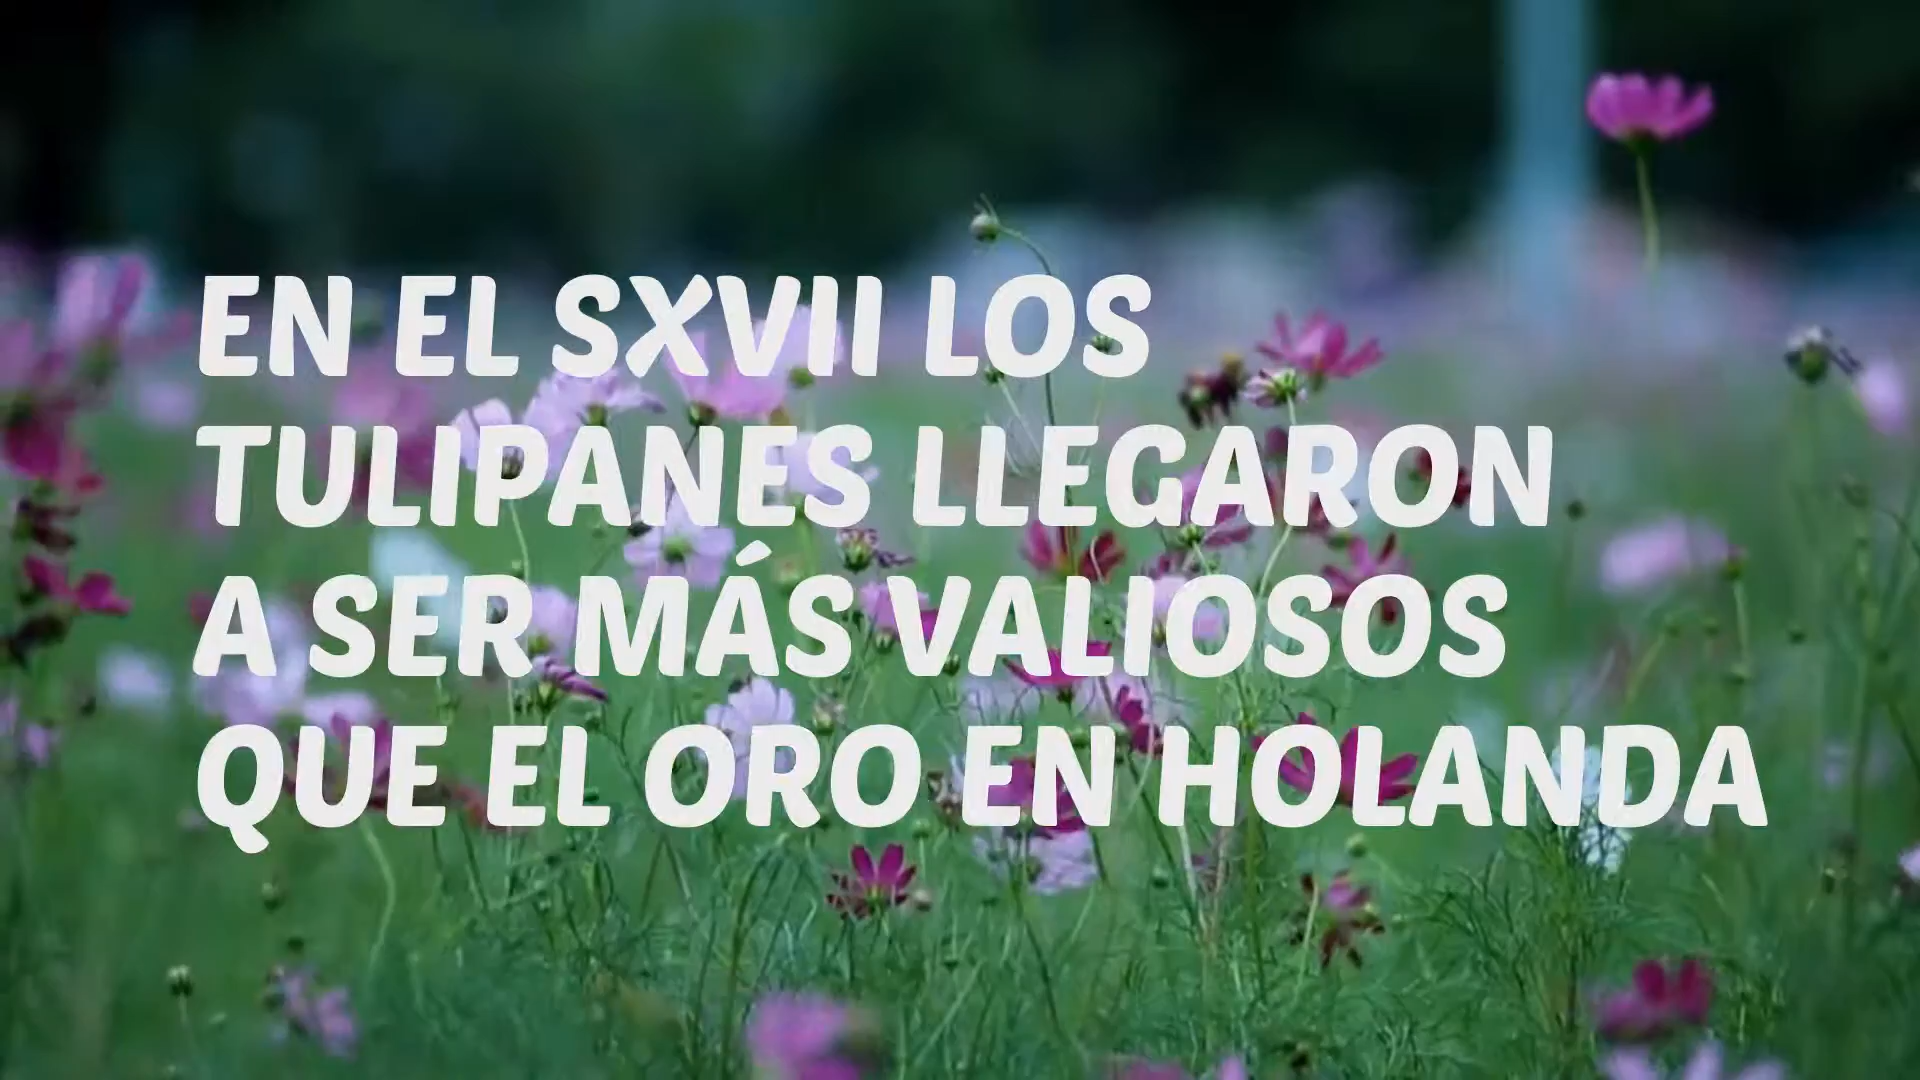 EN EL SXVII LOS
TULIPANES LLEGARON
A SER MÁS VALIOSOS
QUE EL ORO EN HOLANDA